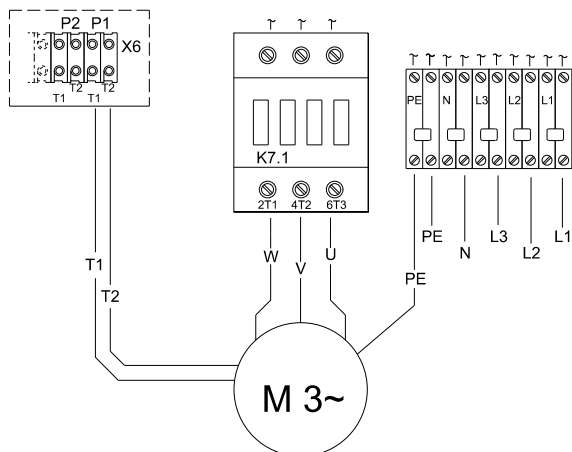 P2 P1
X6
T2 T2
T1 T1
K7.1
2T1 4T2 6T3
PE N L3 L2 L1
W V U
T1
T2
PE
PE
N
L3
L2
L1
M 3~